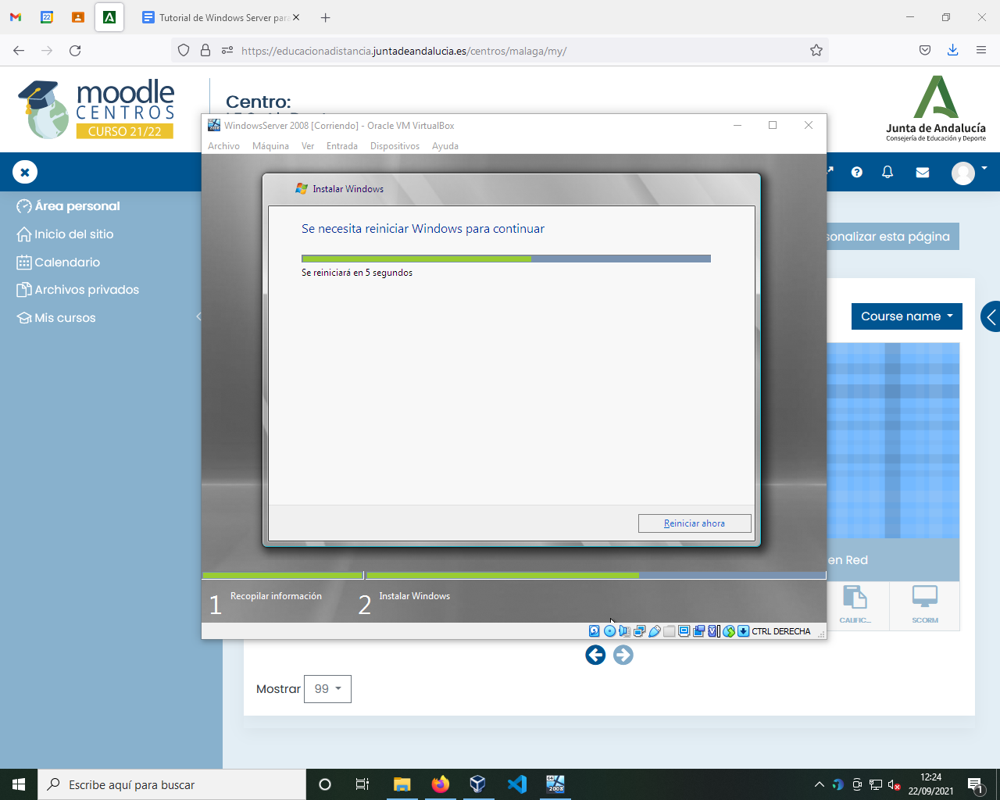 22
Tutorial de Windows Server para
https://educacionadistancia.juntadeandalucia.es/centros/malaga/my/
moodle
CENTROS
CURSO 21/22
Centro:
Junta de Andalucía
Consejería de Educación y Deporte
WindowsServer 2008 [Corriendo] - Oracle VM VirtualBox
Archivo Máquina Ver Entrada Dispositivos Ayuda
Instalar Windows
Se necesita reiniciar Windows para continuar
Se reiniciará en 5 segundos
Reiniciar ahora
1 Recopilar información
2 Instalar Windows
CTRL DERECHA
Área personal
Inicio del sitio
Calendario
Archivos privados
Mis cursos
sonalizar esta página
Course name
en Red
CALIFIC...
SCORM
Mostrar 99
Escribe aquí para buscar
2008
12:24
22/09/2021
1